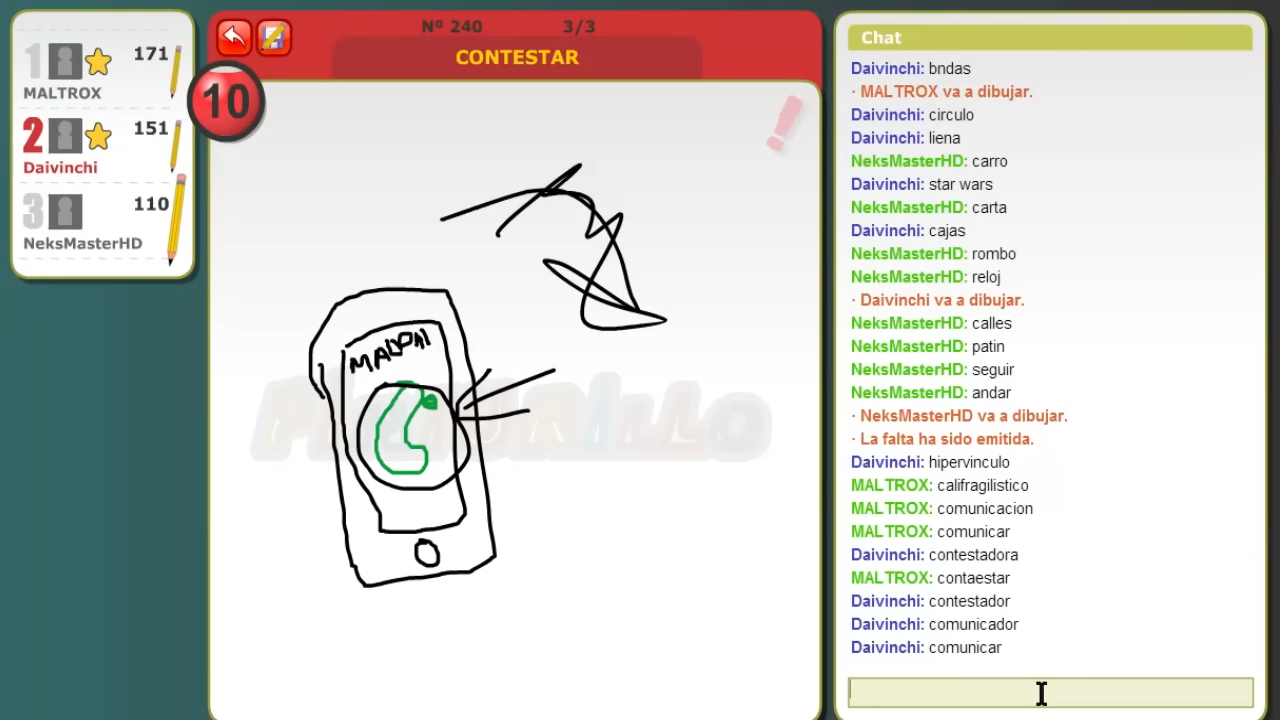 1 171
MALTROX
2 151
Daivinchi
3 110
NeksMasterHD
Nº 240 3/3
CONTESTAR
10
!
PINTURILLO
Chat
Daivinchi: bndas
· MALTROX va a dibujar.
Daivinchi: circulo
Daivinchi: liena
NeksMasterHD: carro
Daivinchi: star wars
NeksMasterHD: carta
Daivinchi: cajas
NeksMasterHD: rombo
NeksMasterHD: reloj
· Daivinchi va a dibujar.
NeksMasterHD: calles
NeksMasterHD: patin
NeksMasterHD: seguir
NeksMasterHD: andar
· NeksMasterHD va a dibujar.
· La falta ha sido emitida.
Daivinchi: hipervinculo
MALTROX: califragilistico
MALTROX: comunicacion
MALTROX: comunicar
Daivinchi: contestadora
MALTROX: contaestar
Daivinchi: contestador
Daivinchi: comunicador
Daivinchi: comunicar